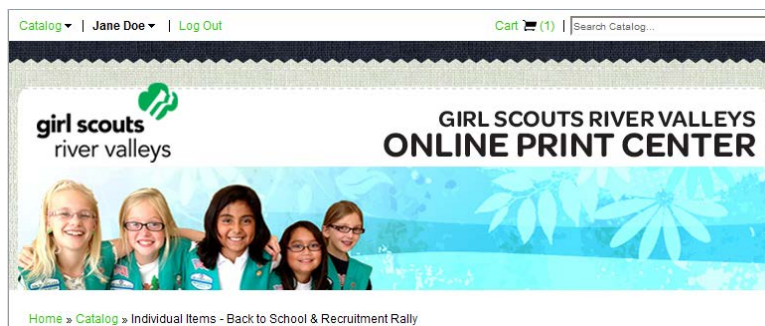 Catalog | Jane Doe | Log Out Cart (1) | Search Catalog...
girl scouts
river valleys
GIRL SCOUTS RIVER VALLEYS
ONLINE PRINT CENTER
Home » Catalog » Individual Items - Back to School & Recruitment Rally